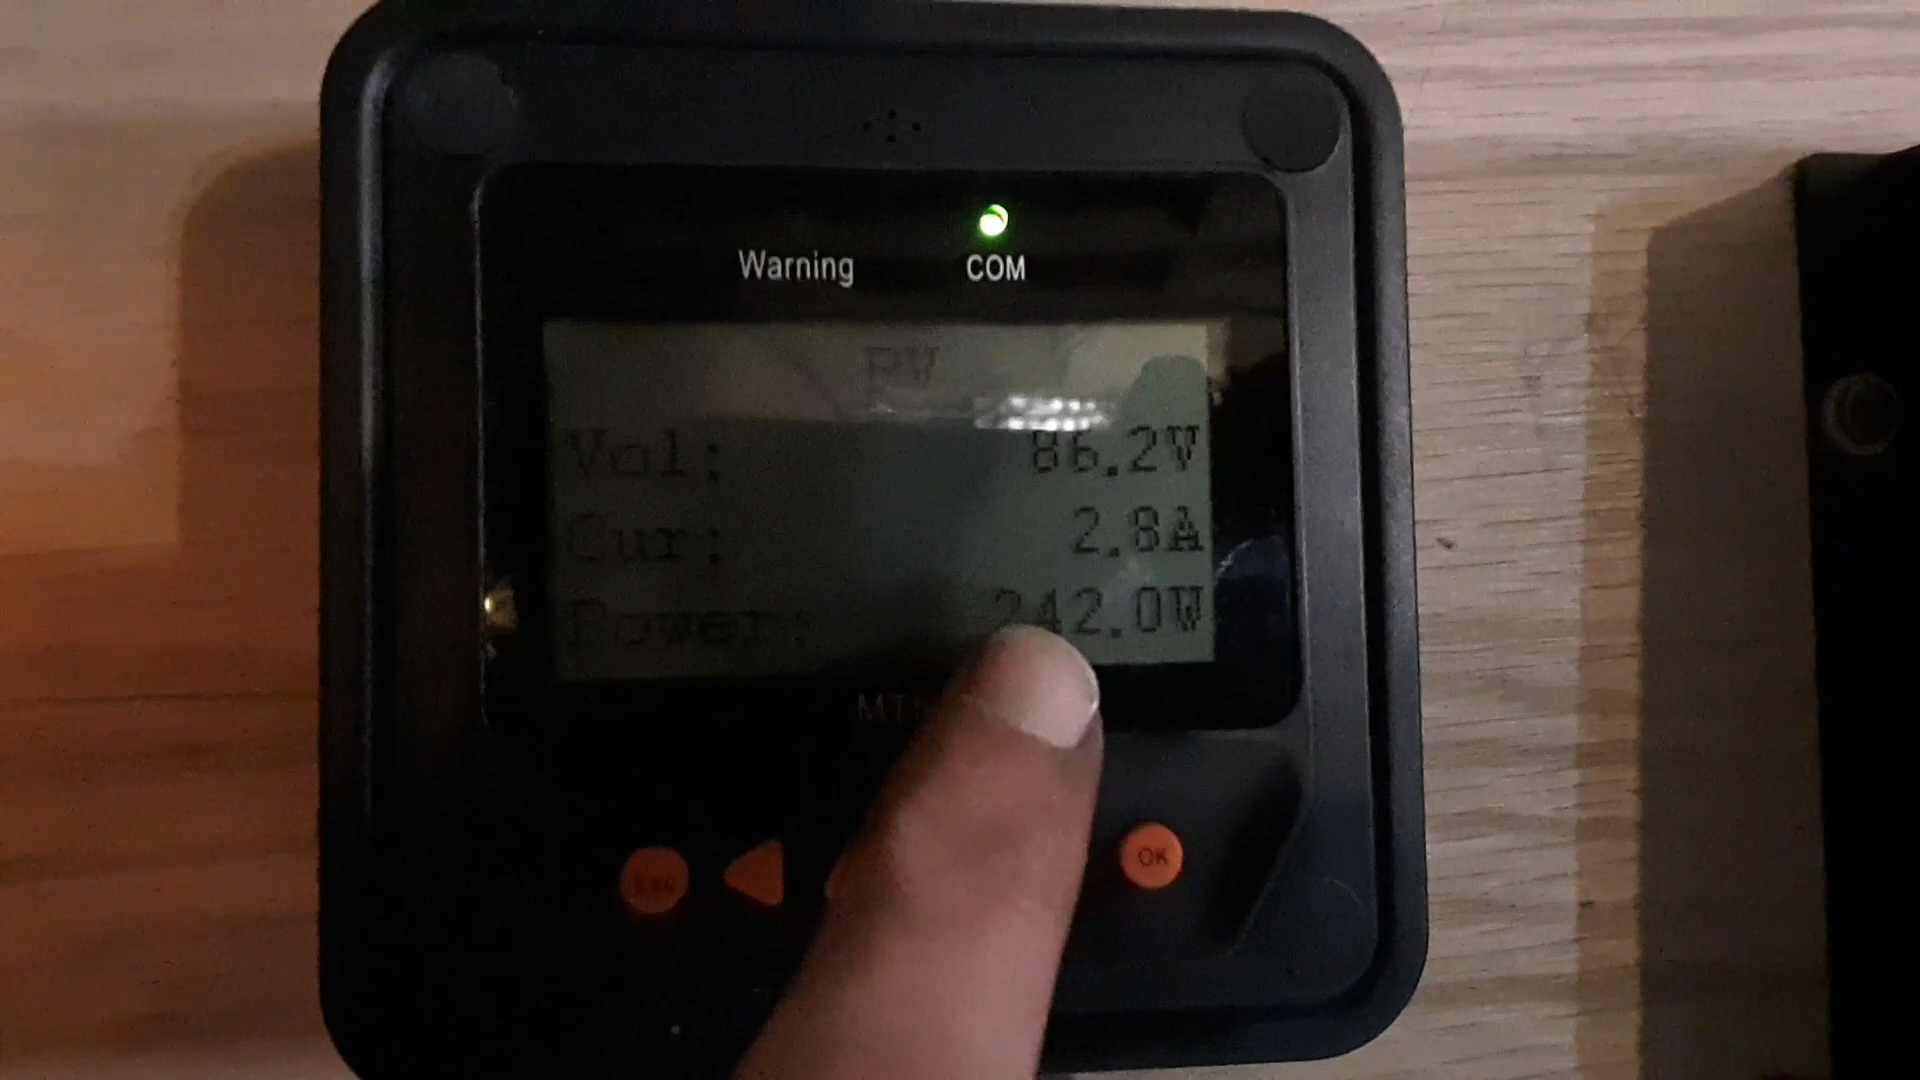 Warning COM
PV
Vol: 86.2V
Cur: 2.8A
Power: 242.0W
OK